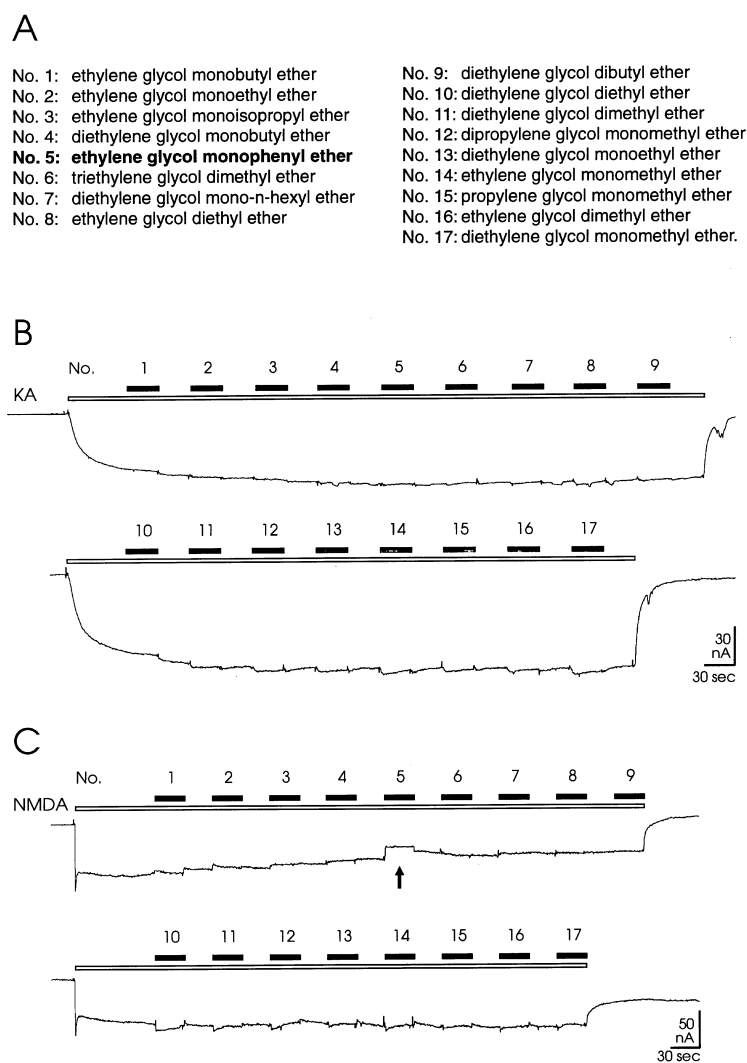 A
No. 1: ethylene glycol monobutyl ether
No. 2: ethylene glycol monoethyl ether
No. 3: ethylene glycol monoisopropyl ether
No. 4: diethylene glycol monobutyl ether
No. 5: ethylene glycol monophenyl ether
No. 6: triethylene glycol dimethyl ether
No. 7: diethylene glycol mono-n-hexyl ether
No. 8: ethylene glycol diethyl ether
No. 9: diethylene glycol dibutyl ether
No. 10: diethylene glycol diethyl ether
No. 11: diethylene glycol dimethyl ether
No. 12: dipropylene glycol monomethyl ether
No. 13: diethylene glycol monoethyl ether
No. 14: ethylene glycol monomethyl ether
No. 15: propylene glycol monomethyl ether
No. 16: ethylene glycol dimethyl ether
No. 17: diethylene glycol monomethyl ether.
B
No. 1 2 3 4 5 6 7 8 9
KA
10 11 12 13 14 15 16 17
30
nA
30 sec
C
No. 1 2 3 4 5 6 7 8 9
NMDA
10 11 12 13 14 15 16 17
50
nA
30 sec